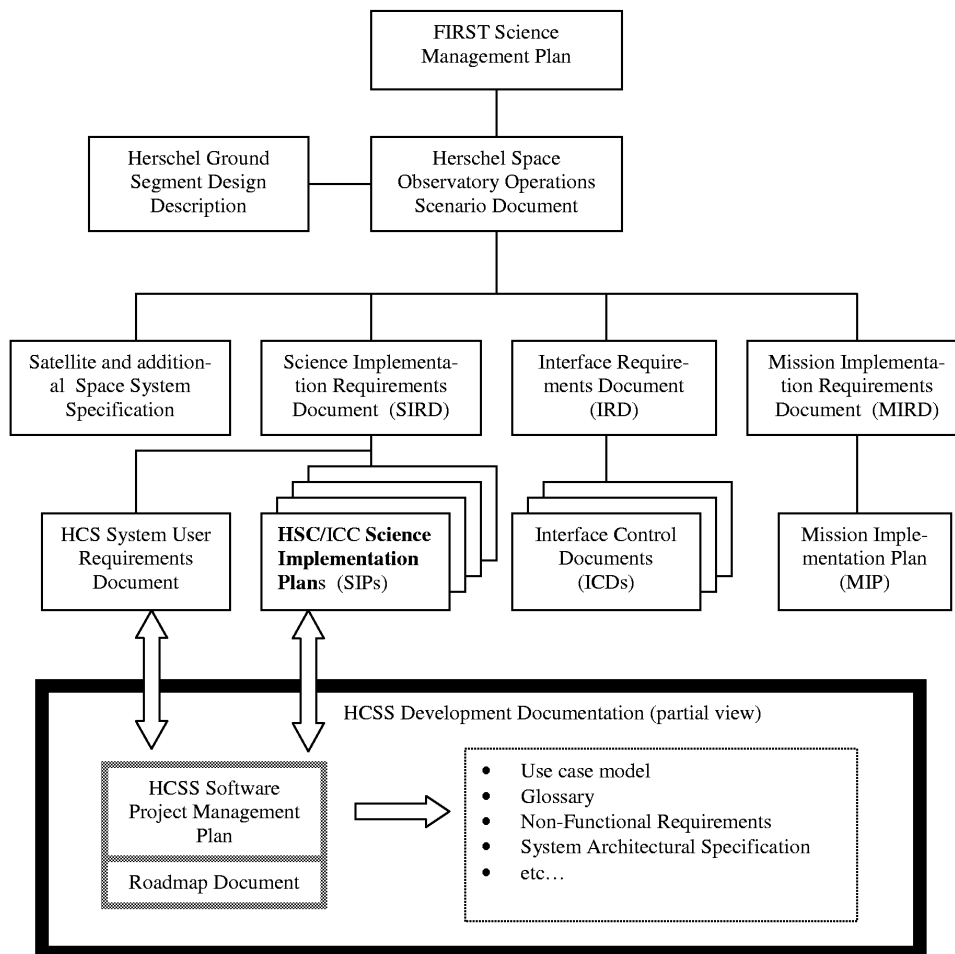 FIRST Science
Management Plan
Herschel Ground
Segment Design
Description
Herschel Space
Observatory Operations
Scenario Document
Satellite and addition-
al  Space System
Specification
Science Implementa-
tion Requirements
Document  (SIRD)
Interface Require-
ments Document
(IRD)
Mission Implementa-
tion Requirements
Document  (MIRD)
HCS System User
Requirements
Document
HSC/ICC Science
Implementation
Plans  (SIPs)
Interface Control
Documents
(ICDs)
Mission Imple-
mentation Plan
(MIP)
HCSS Development Documentation (partial view)
HCSS Software
Project Management
Plan
Roadmap Document
• Use case model
• Glossary
• Non-Functional Requirements
• System Architectural Specification
• etc…